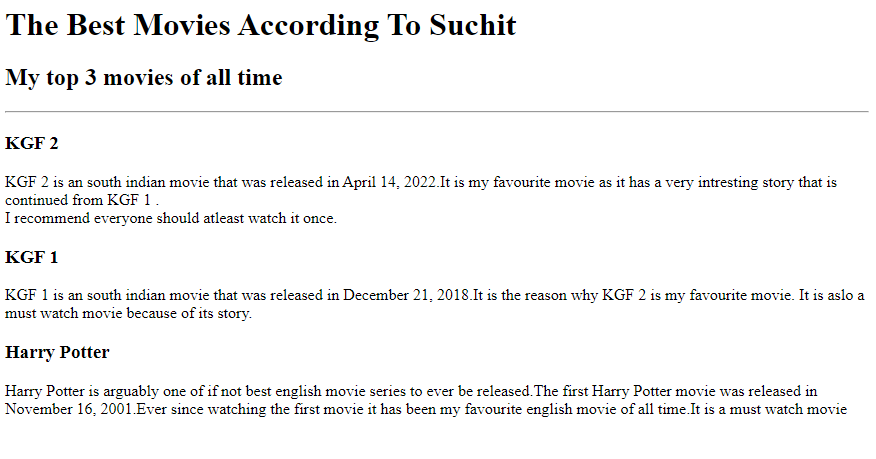 The Best Movies According To Suchit
My top 3 movies of all time
KGF 2
KGF 2 is an south indian movie that was released in April 14, 2022.It is my favourite movie as it has a very intresting story that is
continued from KGF 1 .
I recommend everyone should atleast watch it once.
KGF 1
KGF 1 is an south indian movie that was released in December 21, 2018.It is the reason why KGF 2 is my favourite movie. It is aslo a
must watch movie because of its story.
Harry Potter
Harry Potter is arguably one of if not best english movie series to ever be released.The first Harry Potter movie was released in
November 16, 2001.Ever since watching the first movie it has been my favourite english movie of all time.It is a must watch movie